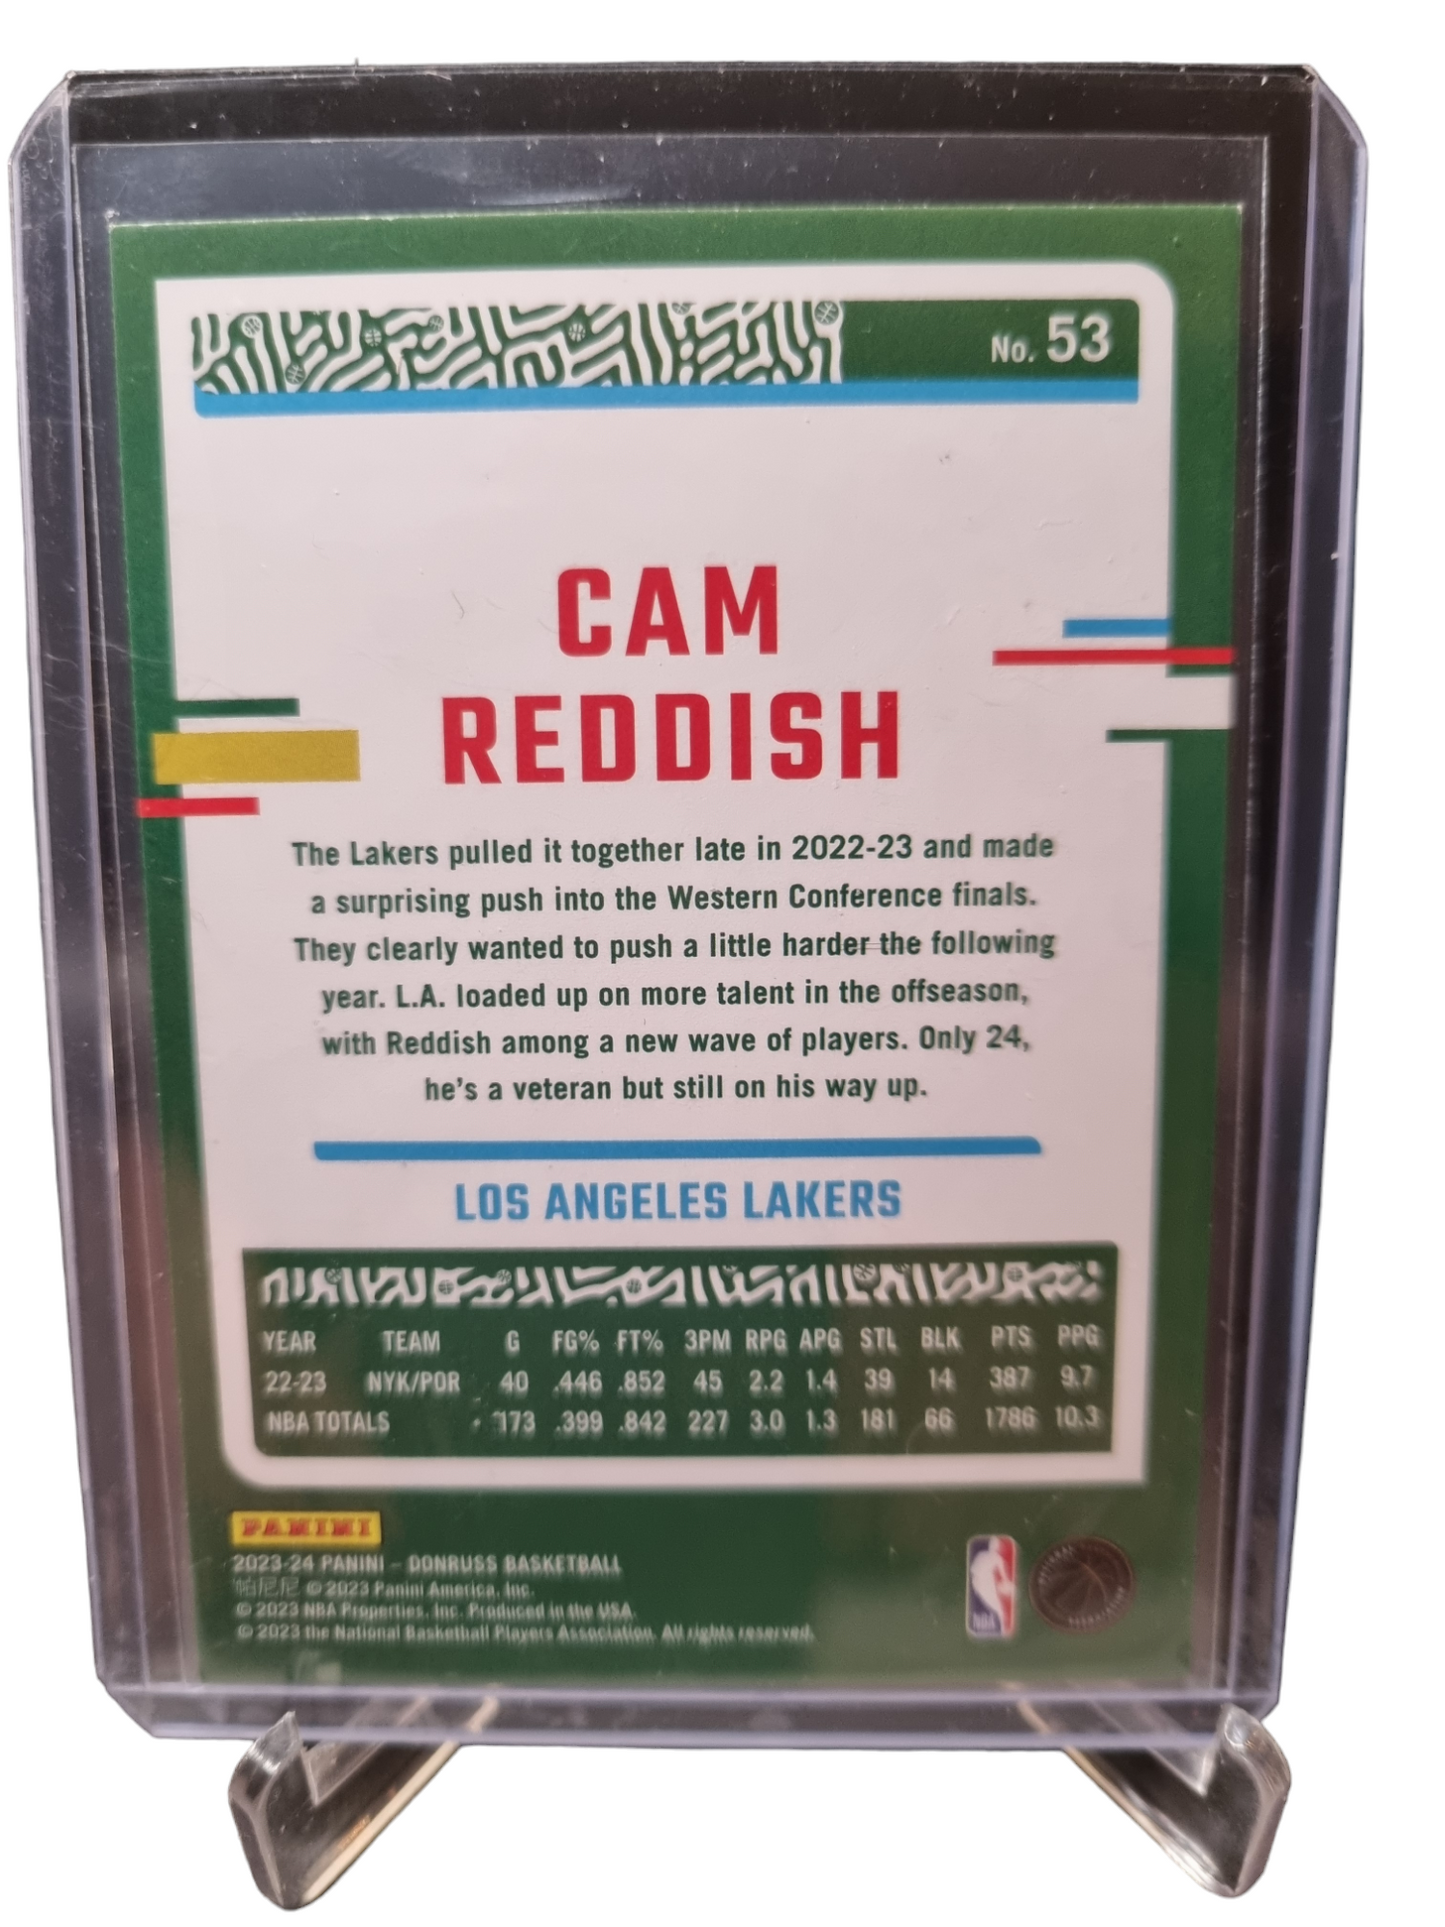 No. 53
CAM
REDDISH
The Lakers pulled it together late in 2022-23 and made
a surprising push into the Western Conference finals.
They clearly wanted to push a little harder the following
year. L.A. loaded up on more talent in the offseason,
with Reddish among a new wave of players. Only 24,
he's a veteran but still on his way up.
LOS ANGELES LAKERS
YEAR TEAM G FG% FT% 3PM RPG APG STL BLK PTS PPG
22-23 NYK/POR 40 .446 .852 45 2.2 1.4 39 14 387 9.7
NBA TOTALS 173 .399 .842 227 3.0 1.3 181 66 1786 10.3
PANINI
2023-24 PANINI – DONRUSS BASKETBALL
帕尼尼 © 2023 Panini America, Inc.
© 2023 NBA Properties, Inc. Produced in the USA.
© 2023 the National Basketball Players Association. All rights reserved.
NBA